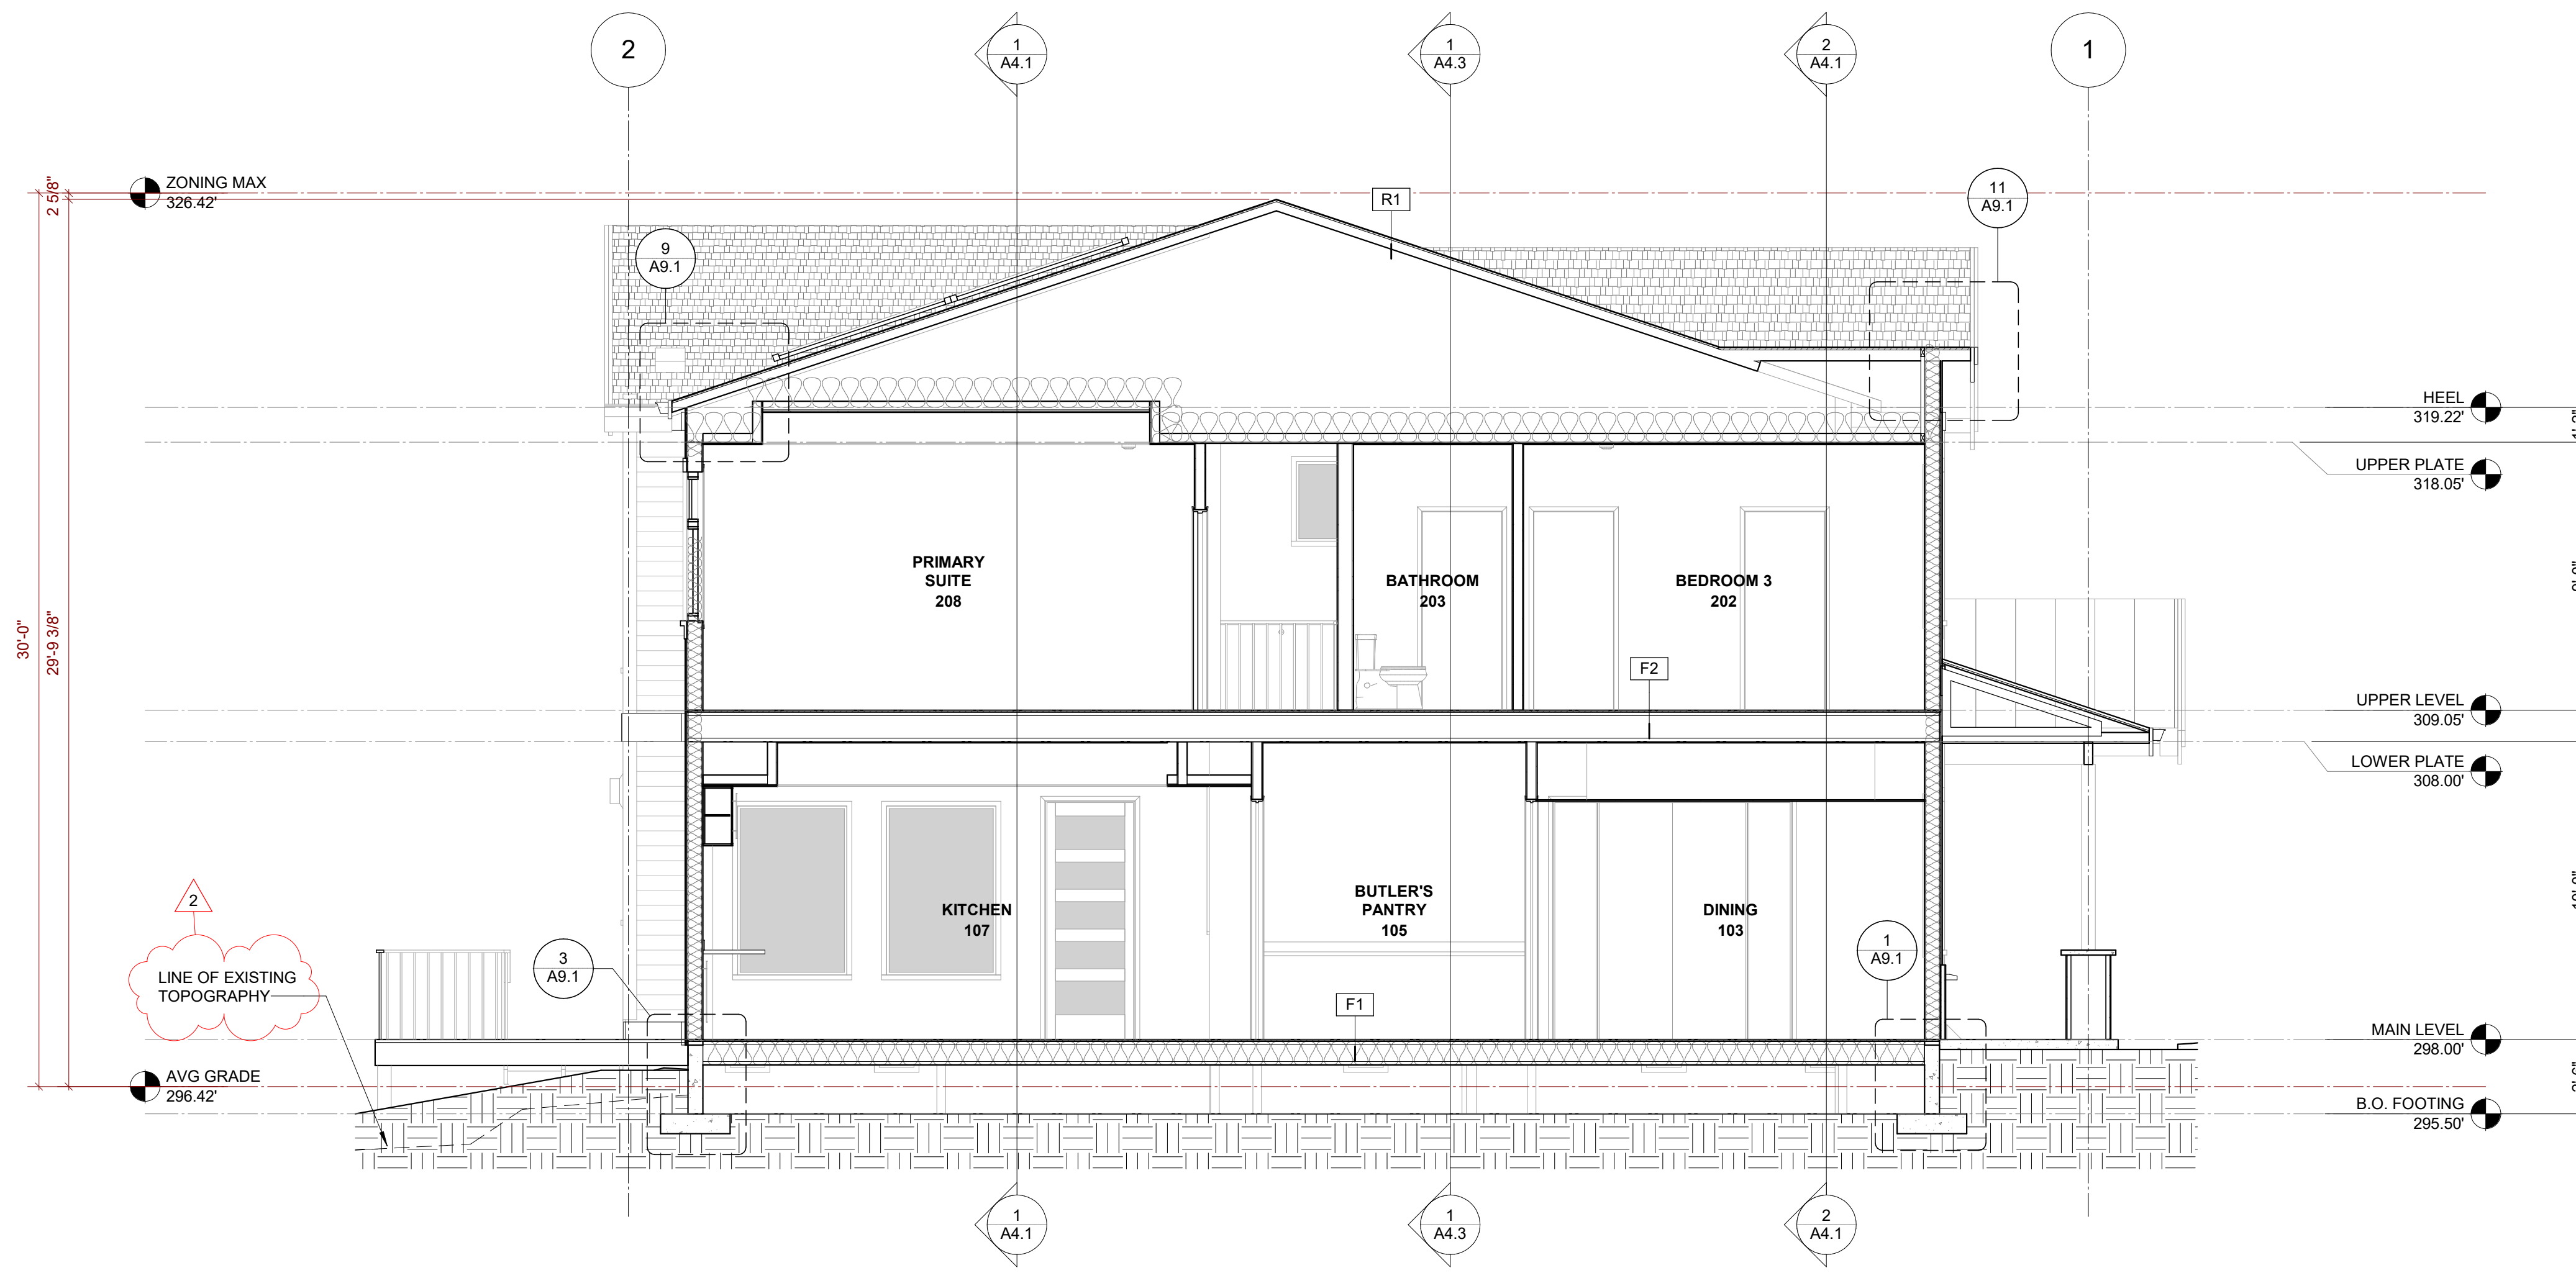 2
1
A4.1
1
A4.3
2
A4.1
1
ZONING MAX
326.42'
2 5/8"
R1
11
A9.1
9
A9.1
HEEL
319.22'
UPPER PLATE
318.05'
PRIMARY
SUITE
208
BATHROOM
203
BEDROOM 3
202
30'-0"
29'-9 3/8"
F2
UPPER LEVEL
309.05'
LOWER PLATE
308.00'
2
KITCHEN
107
BUTLER'S
PANTRY
105
DINING
103
LINE OF EXISTING
TOPOGRAPHY
3
A9.1
1
A9.1
F1
MAIN LEVEL
298.00'
AVG GRADE
296.42'
B.O. FOOTING
295.50'
1
A4.1
1
A4.3
2
A4.1